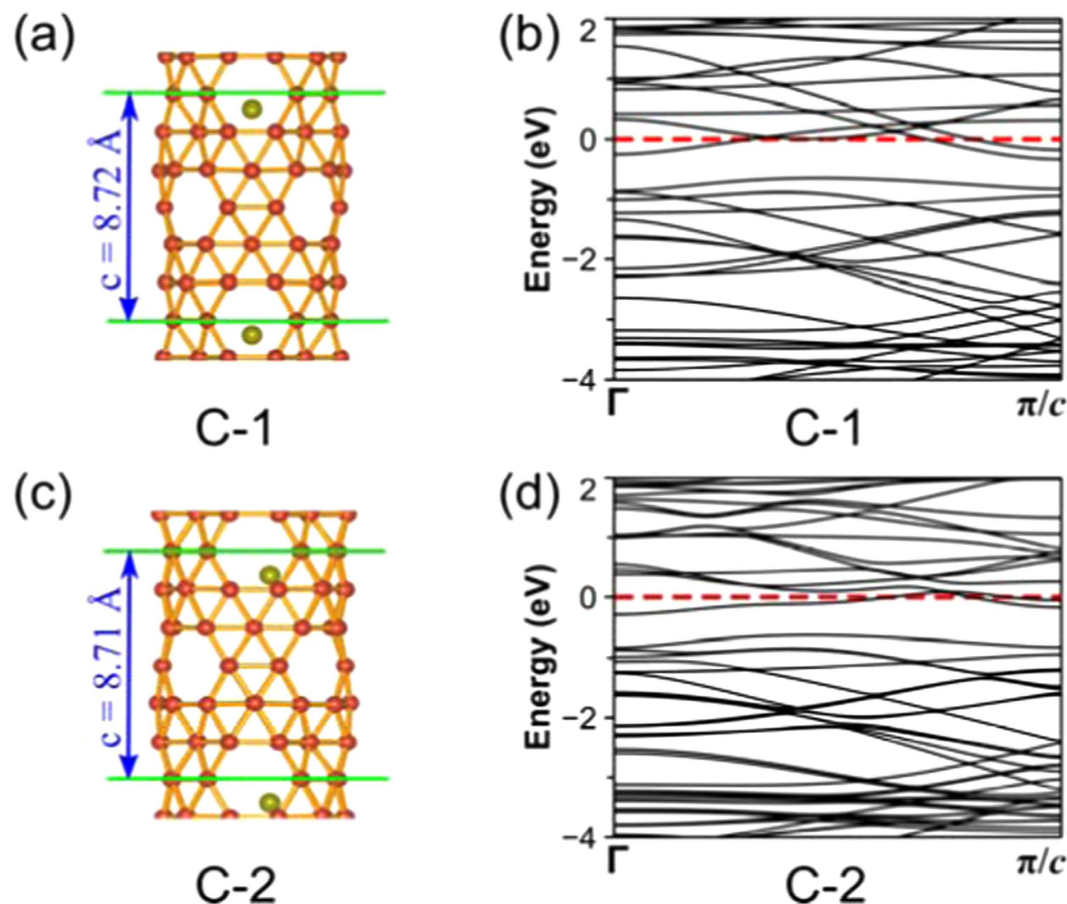 (a)
c = 8.72 Å
C-1
(b)
Energy (eV)
2
0
−2
−4
Γ
π/c
C-1
(c)
c = 8.71 Å
C-2
(d)
Energy (eV)
2
0
−2
−4
Γ
π/c
C-2